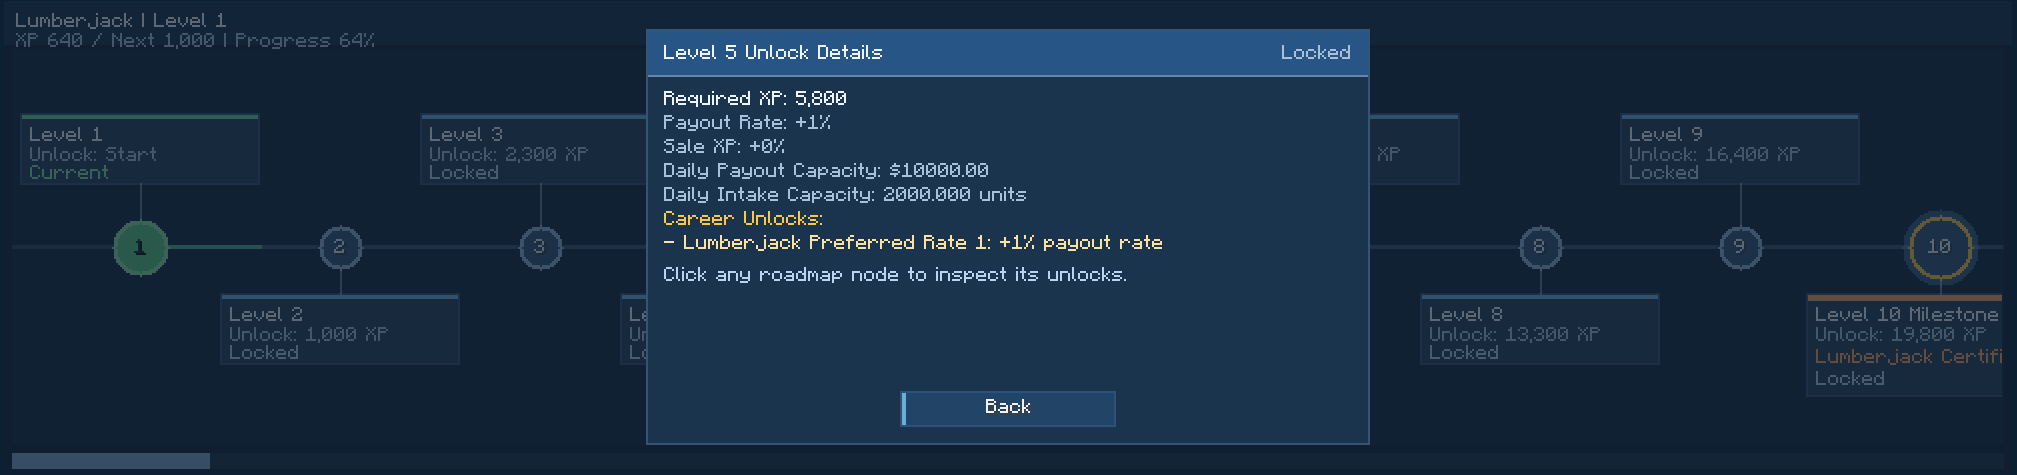 Lumberjack | Level 1
XP 640 / Next 1,000 | Progress 64%
Level 5 Unlock Details
Locked
Required XP: 5,800
Payout Rate: +1%
Sale XP: +0%
Daily Payout Capacity: $10000.00
Daily Intake Capacity: 2000.000 units
Career Unlocks:
- Lumberjack Preferred Rate 1: +1% payout rate
Click any roadmap node to inspect its unlocks.
Back
Level 1
Unlock: Start
Current
Level 3
Unlock: 2,300 XP
Locked
XP
Level 9
Unlock: 16,400 XP
Locked
1
2
3
8
9
10
Level 2
Unlock: 1,000 XP
Locked
Le
Un
Lo
Level 8
Unlock: 13,300 XP
Locked
Level 10 Milestone
Unlock: 19,800 XP
Lumberjack Certifi
Locked